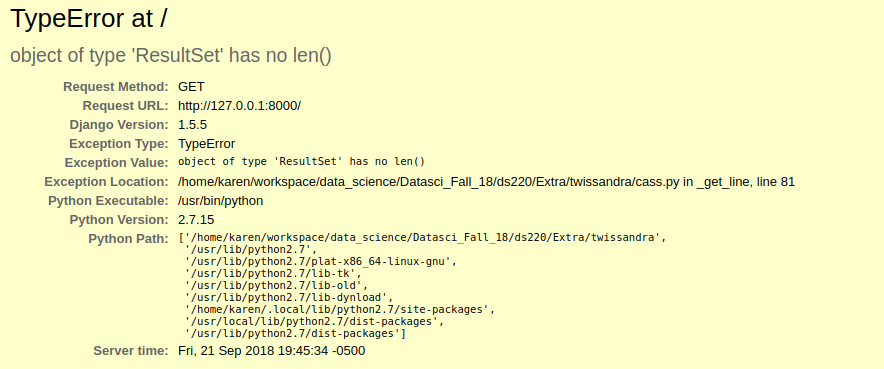 TypeError at /
object of type 'ResultSet' has no len()
Request Method: GET
Request URL: http://127.0.0.1:8000/
Django Version: 1.5.5
Exception Type: TypeError
Exception Value: object of type 'ResultSet' has no len()
Exception Location: /home/karen/workspace/data_science/Datasci_Fall_18/ds220/Extra/twissandra/cass.py in _get_line, line 81
Python Executable: /usr/bin/python
Python Version: 2.7.15
Python Path: ['/home/karen/workspace/data_science/Datasci_Fall_18/ds220/Extra/twissandra',
'/usr/lib/python2.7',
'/usr/lib/python2.7/plat-x86_64-linux-gnu',
'/usr/lib/python2.7/lib-tk',
'/usr/lib/python2.7/lib-old',
'/usr/lib/python2.7/lib-dynload',
'/home/karen/.local/lib/python2.7/site-packages',
'/usr/local/lib/python2.7/dist-packages',
'/usr/lib/python2.7/dist-packages']
Server time: Fri, 21 Sep 2018 19:45:34 -0500